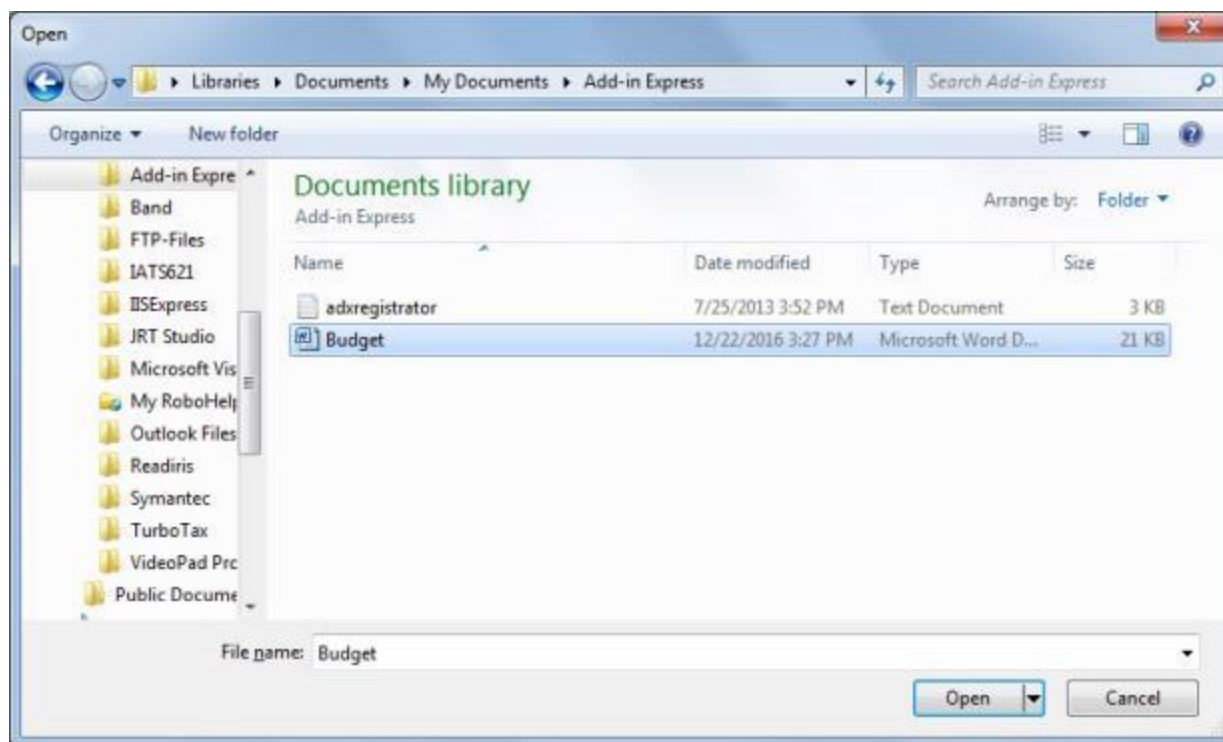 Open
Libraries Documents My Documents Add-in Express Search Add-in Express
Organize New folder
Add-in Expre
Band
FTP-Files
IATS621
IISExpress
JRT Studio
Microsoft Vis
My RoboHelp
Outlook Files
Readiris
Symantec
TurboTax
VideoPad Prc
Public Docume
Documents library
Add-in Express
Arrange by: Folder
Name Date modified Type Size
adxregistrator 7/25/2013 3:52 PM Text Document 3 KB
Budget 12/22/2016 3:27 PM Microsoft Word D... 21 KB
File name: Budget
Open Cancel